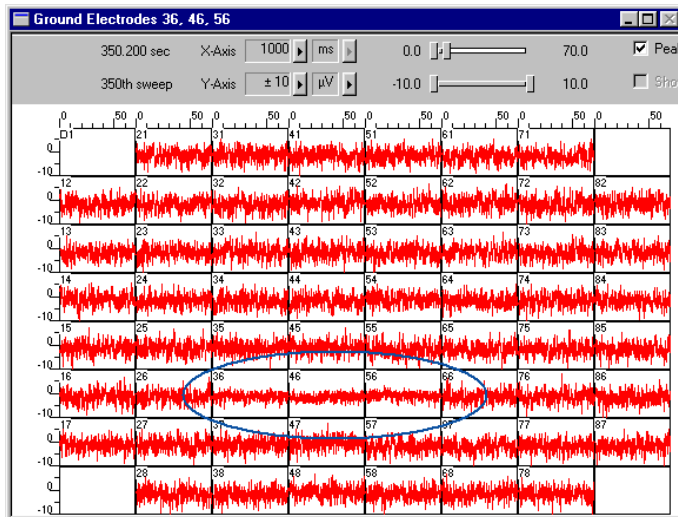 Ground Electrodes 36, 46, 56
350.200 sec X-Axis 1000 ms 0.0 70.0 Pea
350th sweep Y-Axis ± 10 µV -10.0 10.0 Sho
0 50 0 50 0 50 0 50 0 50 0 50 0 50 0 50
D1 21 31 41 51 61 71
0
-10
12 22 32 42 52 62 72 82
0
-10
13 23 33 43 53 63 73 83
0
-10
14 24 34 44 54 64 74 84
0
-10
15 25 35 45 55 65 75 85
0
-10
16 26 36 46 56 66 76 86
0
-10
17 27 37 47 57 67 77 87
0
-10
28 38 48 58 68 78
0
-10